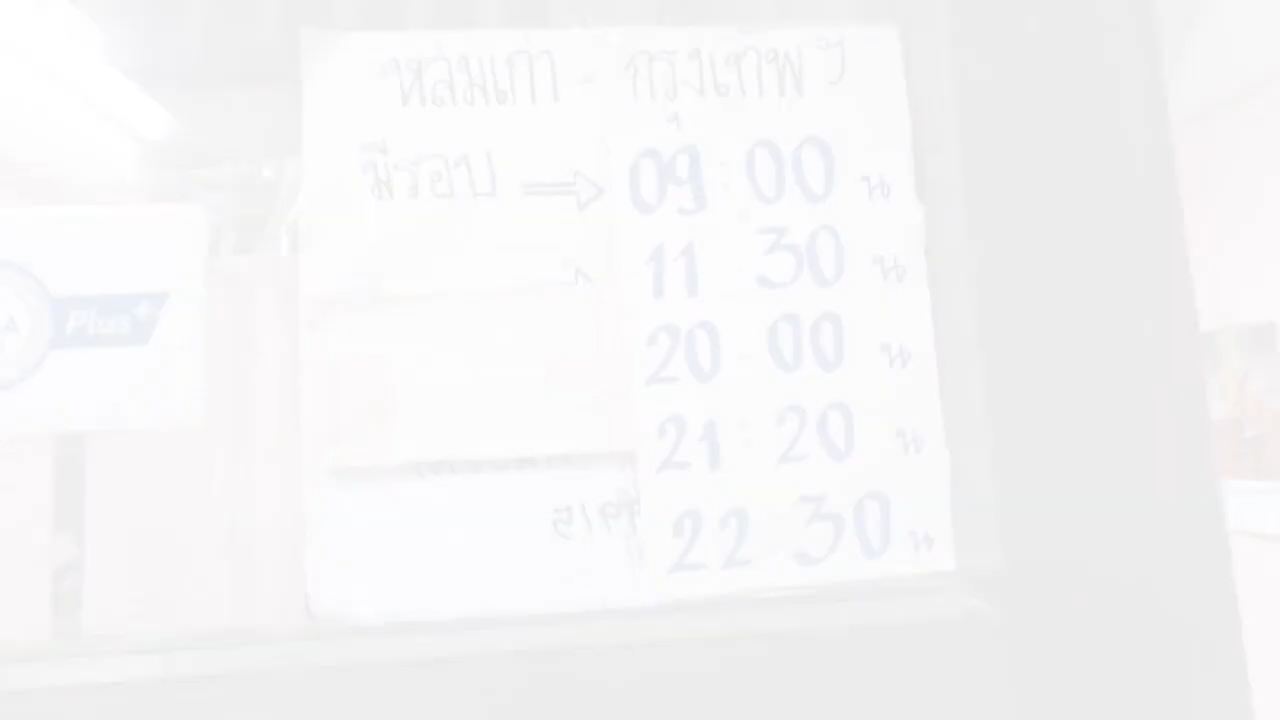 หล่มเก่า - กรุงเทพ ฯ
มีรอบ ⇒ 09:00 น
11 30 น
20 00 น
21:20 น
22 30 น
Plus+